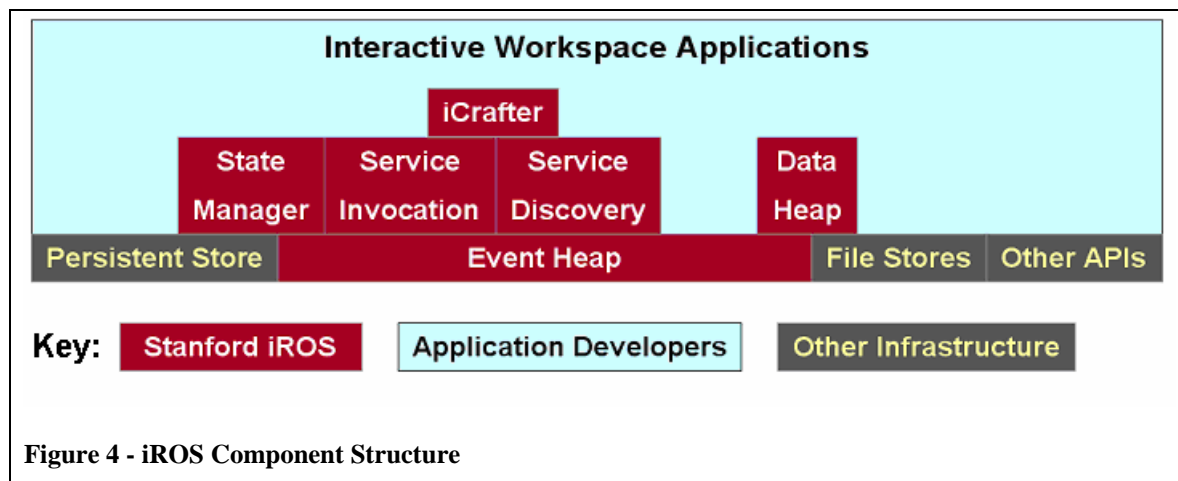 Interactive Workspace Applications
iCrafter
State Manager
Service Invocation
Service Discovery
Data Heap
Persistent Store
Event Heap
File Stores
Other APIs
Key:
Stanford iROS
Application Developers
Other Infrastructure
Figure 4 - iROS Component Structure